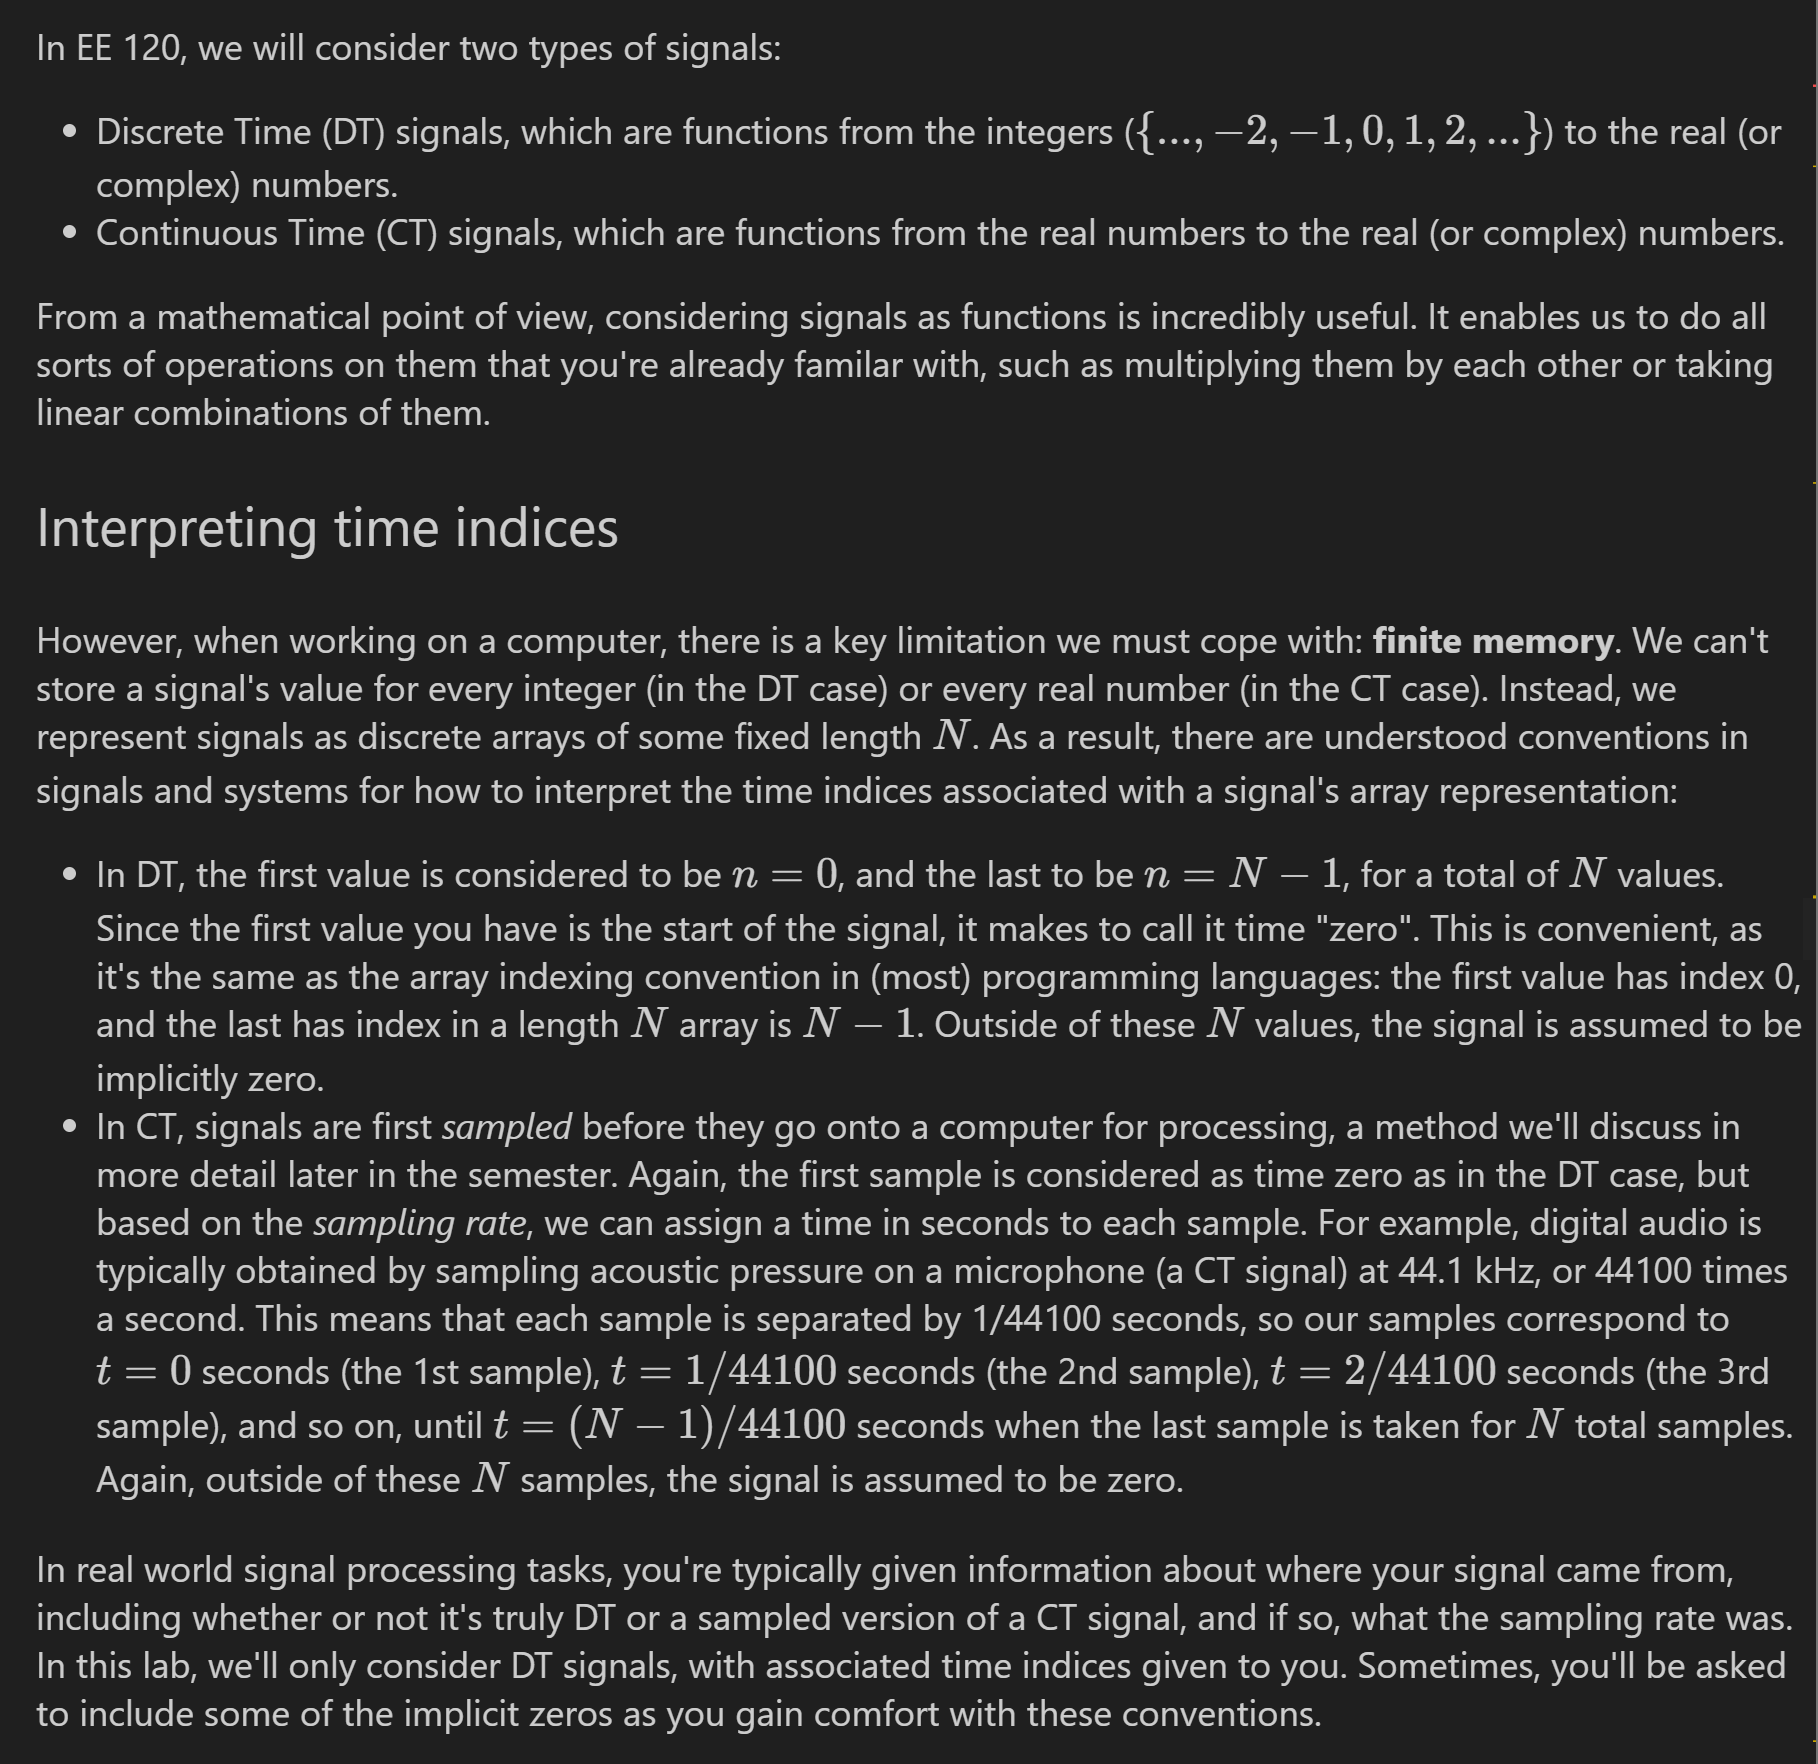 In EE 120, we will consider two types of signals:
• Discrete Time (DT) signals, which are functions from the integers ({..., −2, −1, 0, 1, 2, ...}) to the real (or
complex) numbers.
• Continuous Time (CT) signals, which are functions from the real numbers to the real (or complex) numbers.
From a mathematical point of view, considering signals as functions is incredibly useful. It enables us to do all
sorts of operations on them that you're already familar with, such as multiplying them by each other or taking
linear combinations of them.
Interpreting time indices
However, when working on a computer, there is a key limitation we must cope with: finite memory. We can't
store a signal's value for every integer (in the DT case) or every real number (in the CT case). Instead, we
represent signals as discrete arrays of some fixed length N. As a result, there are understood conventions in
signals and systems for how to interpret the time indices associated with a signal's array representation:
• In DT, the first value is considered to be n = 0, and the last to be n = N − 1, for a total of N values.
Since the first value you have is the start of the signal, it makes to call it time "zero". This is convenient, as
it's the same as the array indexing convention in (most) programming languages: the first value has index 0,
and the last has index in a length N array is N − 1. Outside of these N values, the signal is assumed to be
implicitly zero.
• In CT, signals are first sampled before they go onto a computer for processing, a method we'll discuss in
more detail later in the semester. Again, the first sample is considered as time zero as in the DT case, but
based on the sampling rate, we can assign a time in seconds to each sample. For example, digital audio is
typically obtained by sampling acoustic pressure on a microphone (a CT signal) at 44.1 kHz, or 44100 times
a second. This means that each sample is separated by 1/44100 seconds, so our samples correspond to
t = 0 seconds (the 1st sample), t = 1/44100 seconds (the 2nd sample), t = 2/44100 seconds (the 3rd
sample), and so on, until t = (N − 1)/44100 seconds when the last sample is taken for N total samples.
Again, outside of these N samples, the signal is assumed to be zero.
In real world signal processing tasks, you're typically given information about where your signal came from,
including whether or not it's truly DT or a sampled version of a CT signal, and if so, what the sampling rate was.
In this lab, we'll only consider DT signals, with associated time indices given to you. Sometimes, you'll be asked
to include some of the implicit zeros as you gain comfort with these conventions.